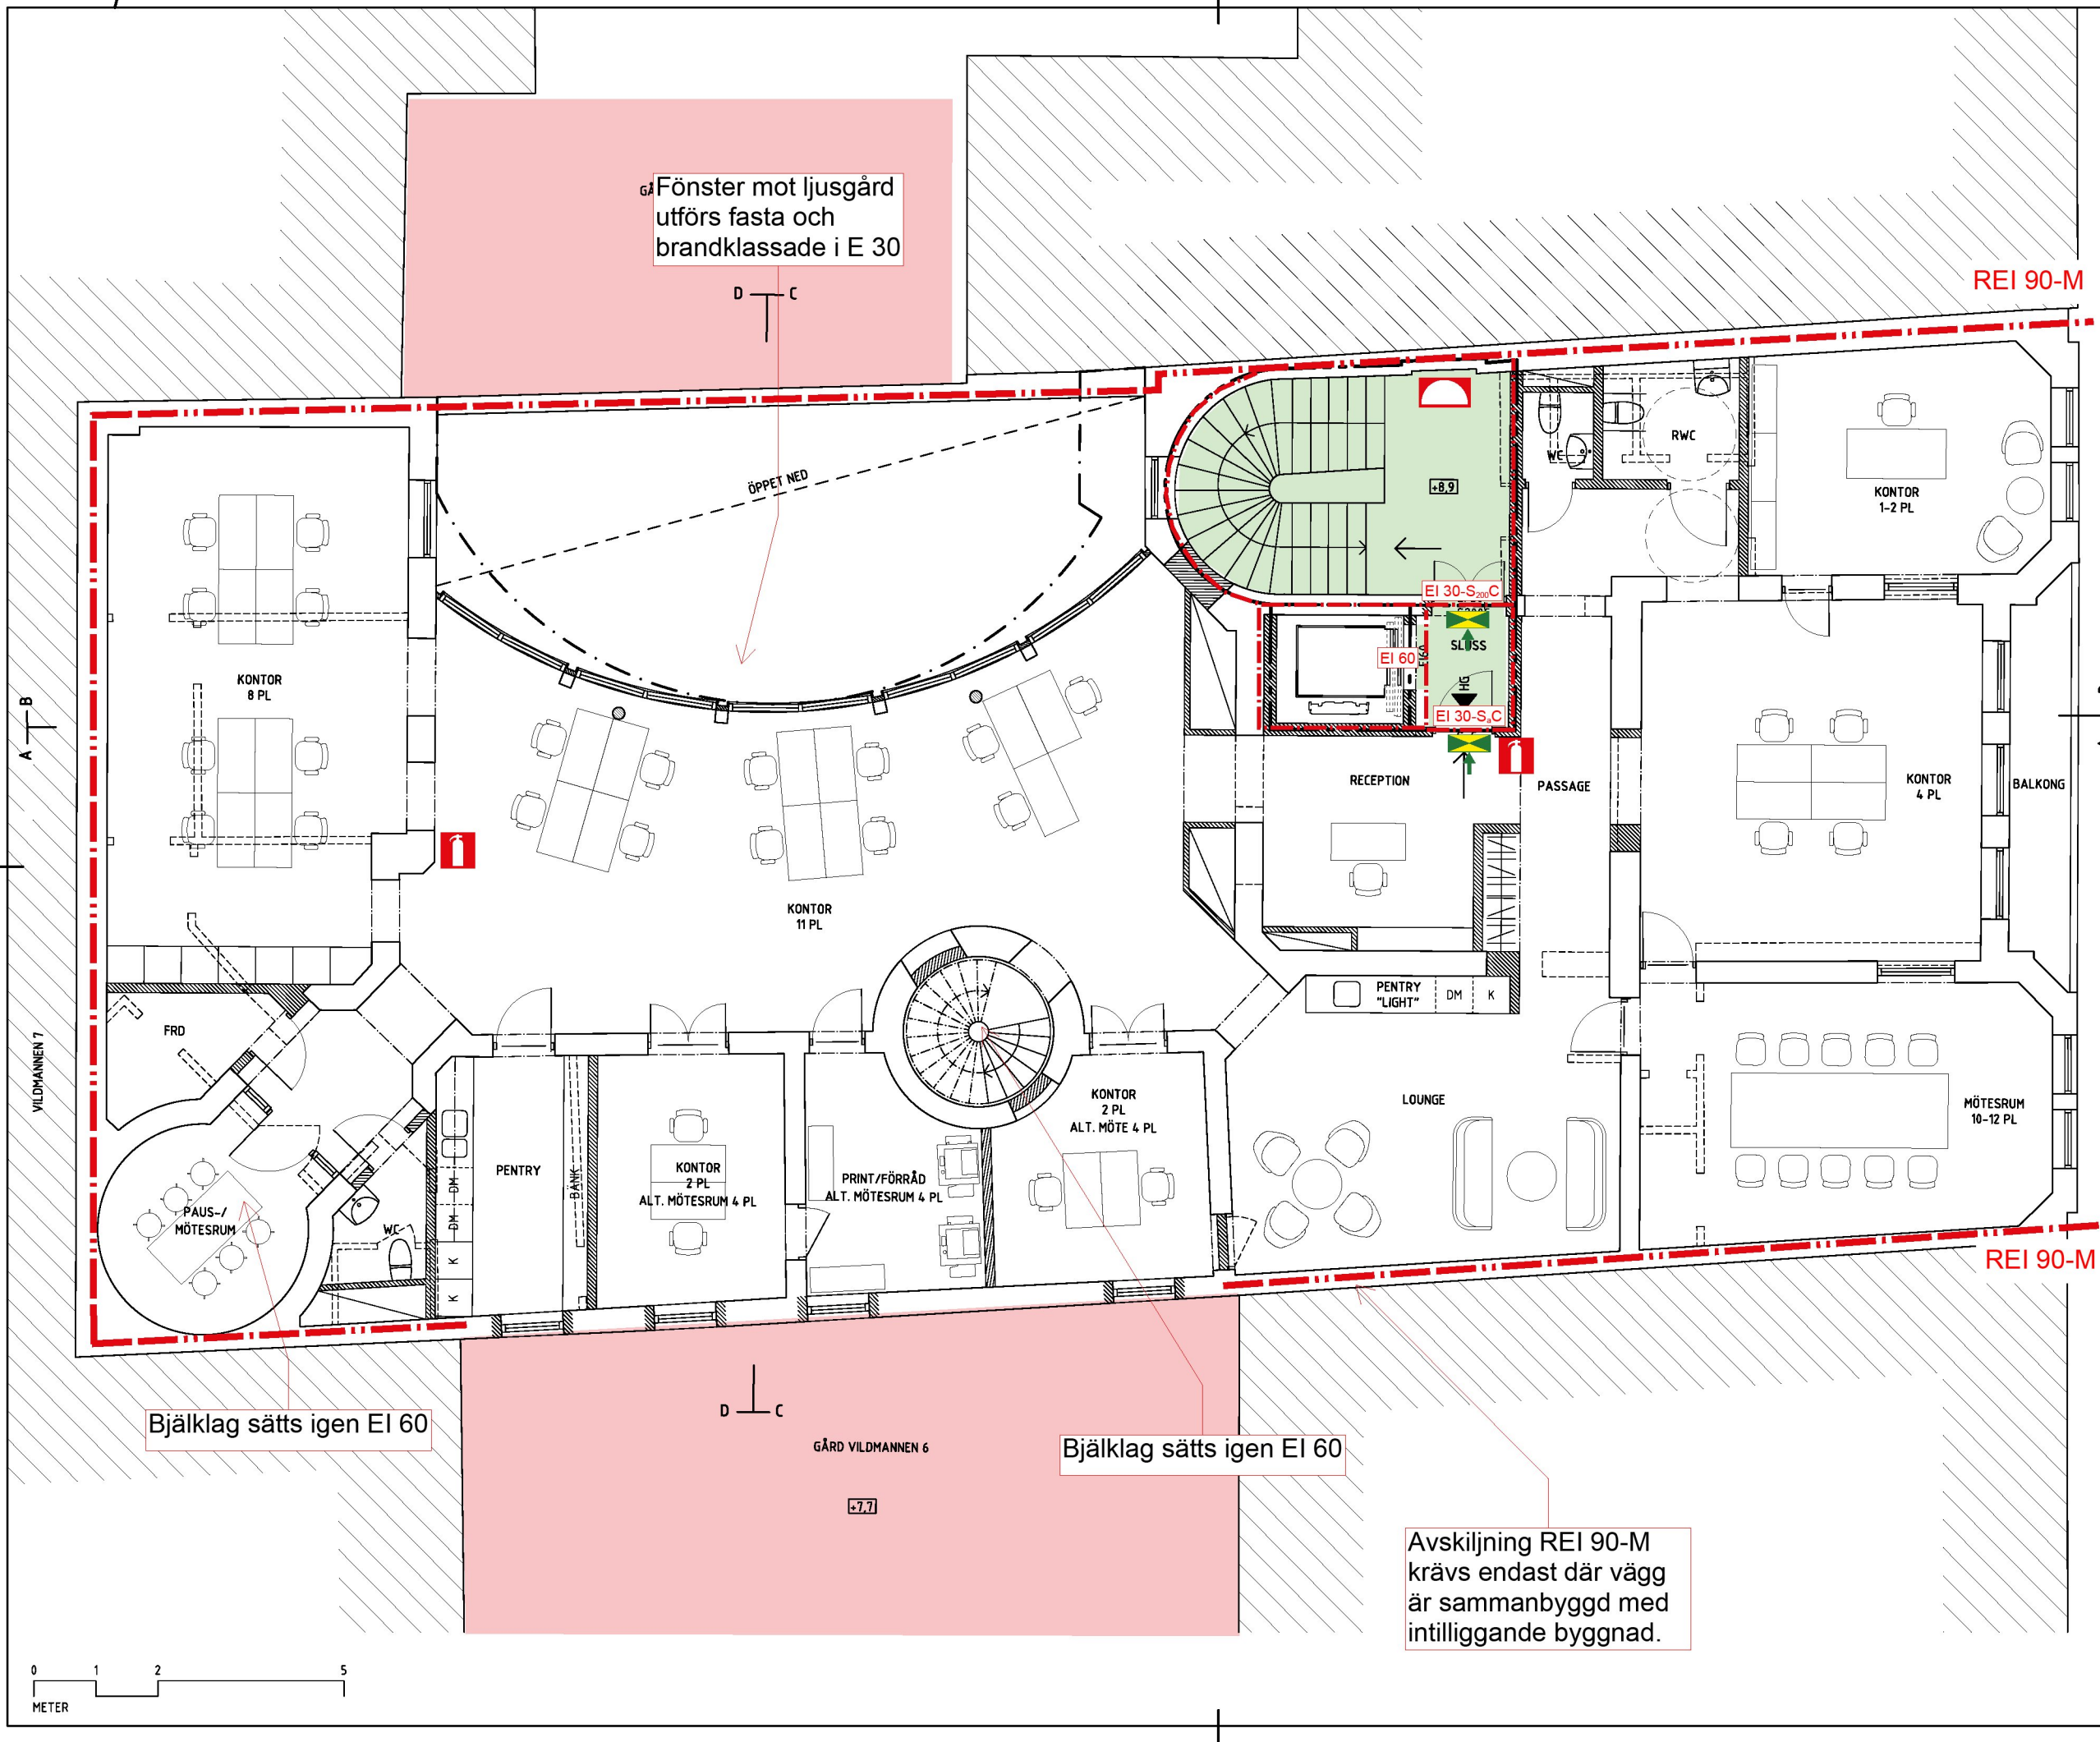 Fönster mot ljusgård
utförs fasta och
brandklassade i E 30
D C
REI 90-M
ÖPPET NED
WC
RWC
KONTOR
1-2 PL
+8,9
EI 30-S₂₀₀C
SLUSS
EI 60
EI60
HG
EI 30-SₐC
KONTOR
8 PL
A B
RECEPTION
PASSAGE
KONTOR
4 PL
BALKONG
KONTOR
11 PL
PENTRY
"LIGHT"
DM
K
FRD
VILDMANNEN 7
LOUNGE
MÖTESRUM
10-12 PL
KONTOR
2 PL
ALT. MÖTE 4 PL
PENTRY
BÄNK
KONTOR
2 PL
ALT. MÖTESRUM 4 PL
PRINT/FÖRRÅD
ALT. MÖTESRUM 4 PL
PAUS-/
MÖTESRUM
WC
DM
DM
K
K
REI 90-M
Bjälklag sätts igen EI 60
D C
GÅRD VILDMANNEN 6
+7,7
Bjälklag sätts igen EI 60
Avskiljning REI 90-M
krävs endast där vägg
är sammanbyggd med
intilliggande byggnad.
0 1 2 5
METER